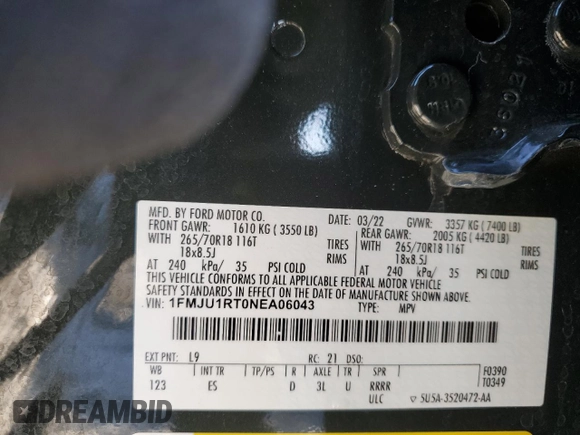 36021
MFD. BY FORD MOTOR CO. DATE: 03/22 GVWR: 3357 KG ( 7400 LB)
FRONT GAWR: 1610 KG ( 3550 LB) REAR GAWR: 2005 KG ( 4420 LB)
WITH 265/70R18 116T TIRES WITH 265/70R18 116T TIRES
18x8.5J RIMS 18x8.5J RIMS
AT 240 kPa/ 35 PSI COLD AT 240 kPa/ 35 PSI COLD
THIS VEHICLE CONFORMS TO ALL APPLICABLE FEDERAL MOTOR VEHICLE
SAFETY STANDARDS IN EFFECT ON THE DATE OF MANUFACTURE SHOWN ABOVE.
VIN: 1FMJU1RT0NEA06043 TYPE: MPV
EXT PNT: L9 RC: 21 DSO:
WB INT TR TP/PS R AXLE TR SPR F0390
123 ES D 3L U RRRR T0349
ULC 5U5A-3520472-AA
DREAMBID